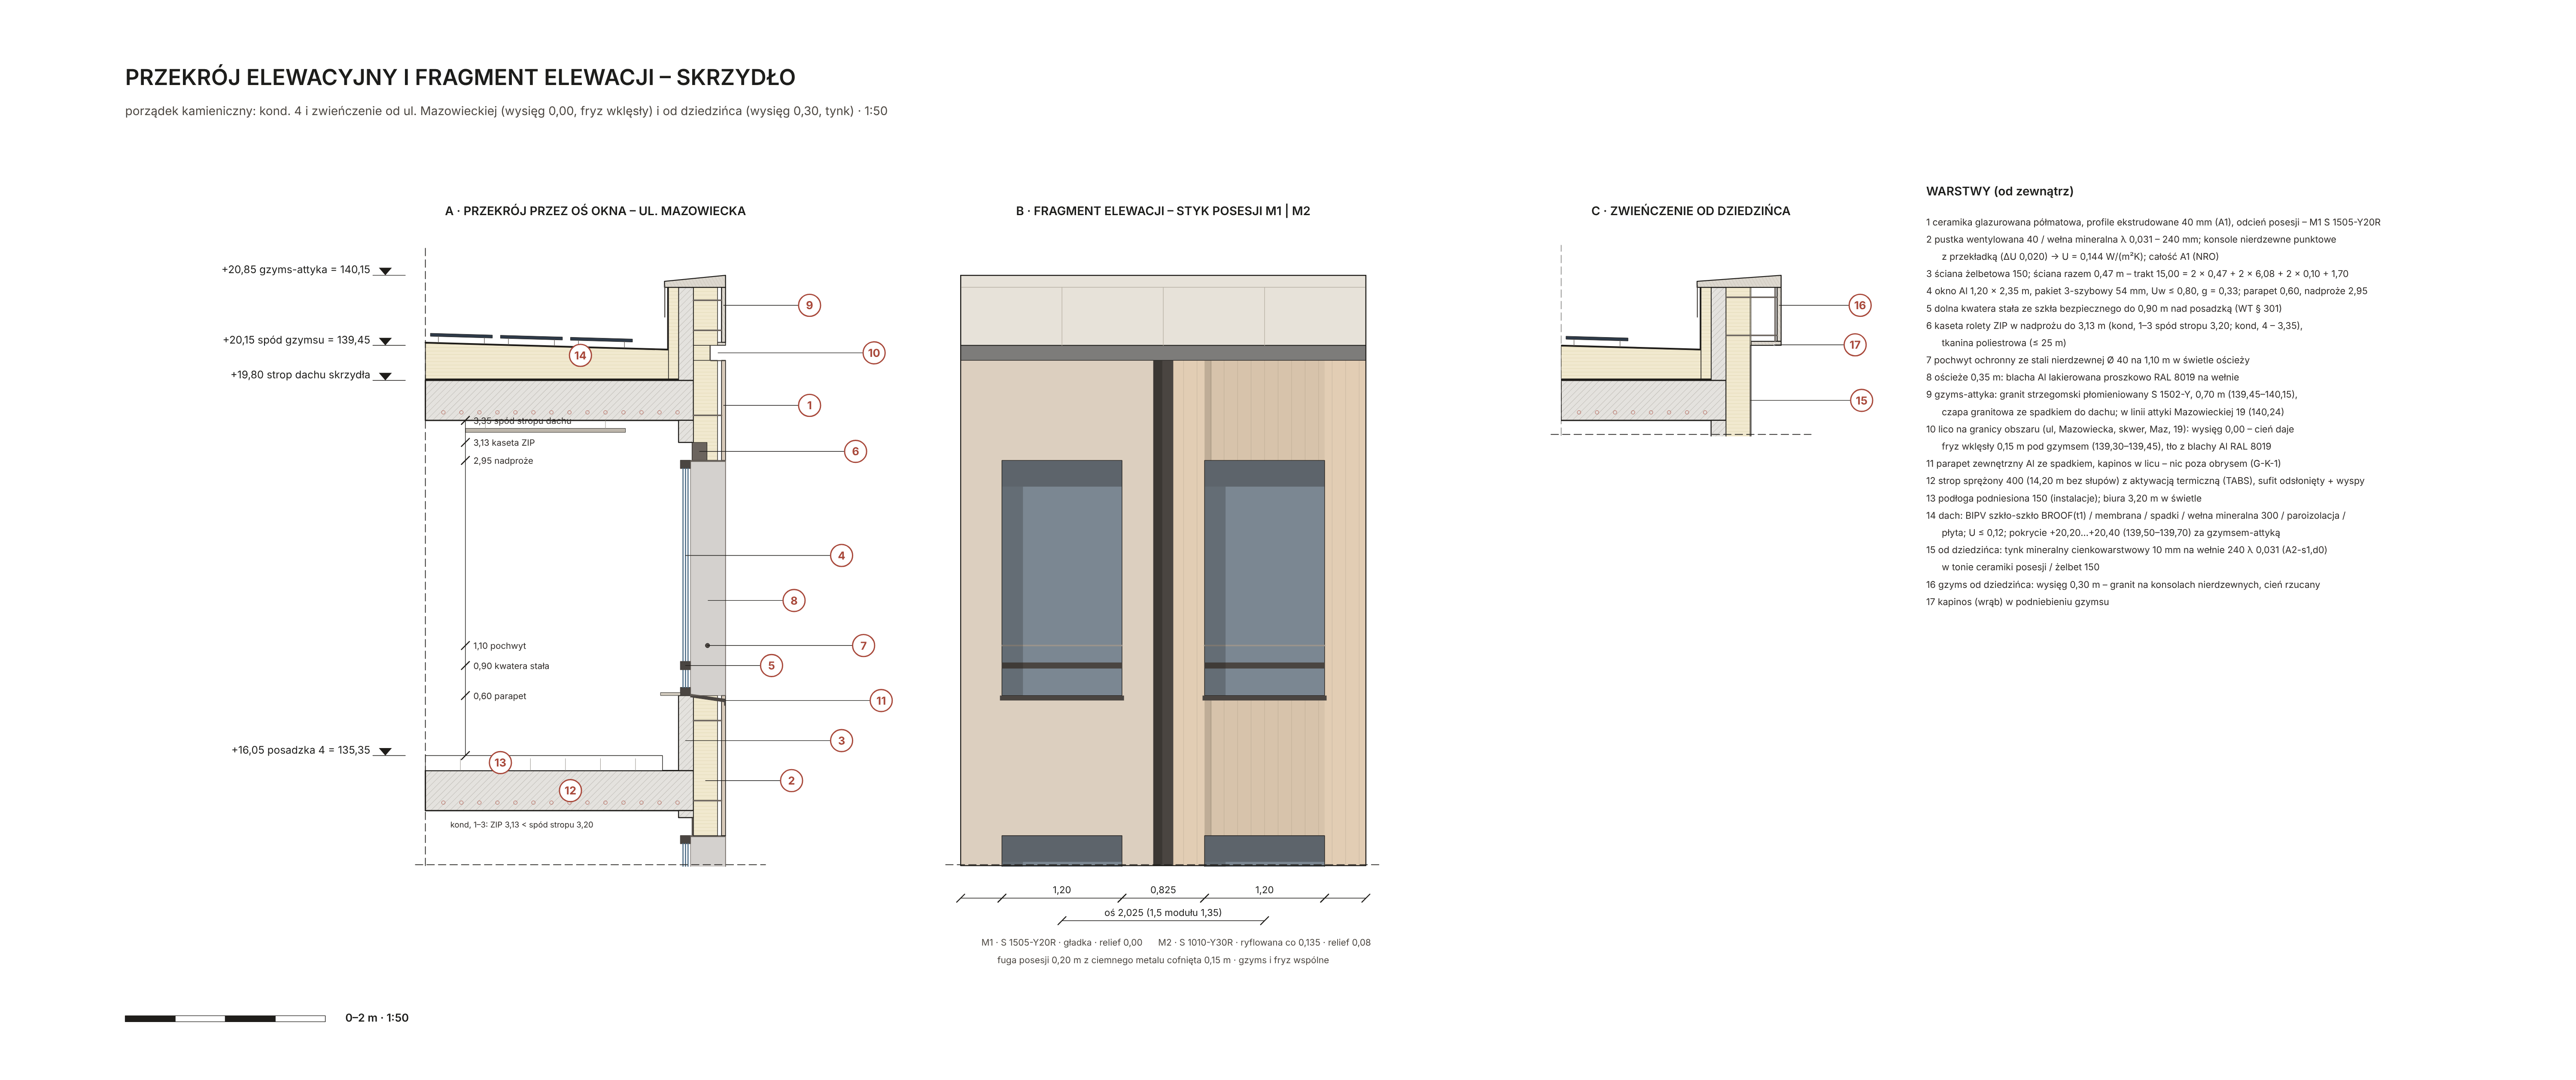 PRZEKRÓJ ELEWACYJNY I FRAGMENT ELEWACJI – SKRZYDŁO
porządek kamieniczny: kond. 4 i zwieńczenie od ul. Mazowieckiej (wysięg 0,00, fryz wklęsły) i od dziedzińca (wysięg 0,30, tynk) · 1:50
A · PRZEKRÓJ PRZEZ OŚ OKNA – UL. MAZOWIECKA
+20,85 gzyms-attyka = 140,15
+20,15 spód gzymsu = 139,45
+19,80 strop dachu skrzydła
3,35 spód stropu dachu
3,13 kaseta ZIP
2,95 nadproże
1,10 pochwyt
0,90 kwatera stała
0,60 parapet
+16,05 posadzka 4 = 135,35
kond, 1–3: ZIP 3,13 < spód stropu 3,20
9
14
10
1
6
4
8
7
5
11
3
13
2
12
B · FRAGMENT ELEWACJI – STYK POSESJI M1 | M2
1,20
0,825
1,20
oś 2,025 (1,5 modułu 1,35)
M1 · S 1505-Y20R · gładka · relief 0,00
M2 · S 1010-Y30R · ryflowana co 0,135 · relief 0,08
fuga posesji 0,20 m z ciemnego metalu cofnięta 0,15 m · gzyms i fryz wspólne
C · ZWIEŃCZENIE OD DZIEDZIŃCA
16
17
15
WARSTWY (od zewnątrz)
1 ceramika glazurowana półmatowa, profile ekstrudowane 40 mm (A1), odcień posesji – M1 S 1505-Y20R
2 pustka wentylowana 40 / wełna mineralna λ 0,031 – 240 mm; konsole nierdzewne punktowe
z przekładką (ΔU 0,020) → U = 0,144 W/(m²K); całość A1 (NRO)
3 ściana żelbetowa 150; ściana razem 0,47 m – trakt 15,00 = 2 × 0,47 + 2 × 6,08 + 2 × 0,10 + 1,70
4 okno Al 1,20 × 2,35 m, pakiet 3-szybowy 54 mm, Uw ≤ 0,80, g = 0,33; parapet 0,60, nadproże 2,95
5 dolna kwatera stała ze szkła bezpiecznego do 0,90 m nad posadzką (WT § 301)
6 kaseta rolety ZIP w nadprożu do 3,13 m (kond, 1–3 spód stropu 3,20; kond, 4 – 3,35),
tkanina poliestrowa (≤ 25 m)
7 pochwyt ochronny ze stali nierdzewnej Ø 40 na 1,10 m w świetle ościeży
8 ościeże 0,35 m: blacha Al lakierowana proszkowo RAL 8019 na wełnie
9 gzyms-attyka: granit strzegomski płomieniowany S 1502-Y, 0,70 m (139,45–140,15),
czapa granitowa ze spadkiem do dachu; w linii attyki Mazowieckiej 19 (140,24)
10 lico na granicy obszaru (ul, Mazowiecka, skwer, Maz, 19): wysięg 0,00 – cień daje
fryz wklęsły 0,15 m pod gzymsem (139,30–139,45), tło z blachy Al RAL 8019
11 parapet zewnętrzny Al ze spadkiem, kapinos w licu – nic poza obrysem (G-K-1)
12 strop sprężony 400 (14,20 m bez słupów) z aktywacją termiczną (TABS), sufit odsłonięty + wyspy
13 podłoga podniesiona 150 (instalacje); biura 3,20 m w świetle
14 dach: BIPV szkło-szkło BROOF(t1) / membrana / spadki / wełna mineralna 300 / paroizolacja /
płyta; U ≤ 0,12; pokrycie +20,20…+20,40 (139,50–139,70) za gzymsem-attyką
15 od dziedzińca: tynk mineralny cienkowarstwowy 10 mm na wełnie 240 λ 0,031 (A2-s1,d0)
w tonie ceramiki posesji / żelbet 150
16 gzyms od dziedzińca: wysięg 0,30 m – granit na konsolach nierdzewnych, cień rzucany
17 kapinos (wrąb) w podniebieniu gzymsu
0–2 m · 1:50